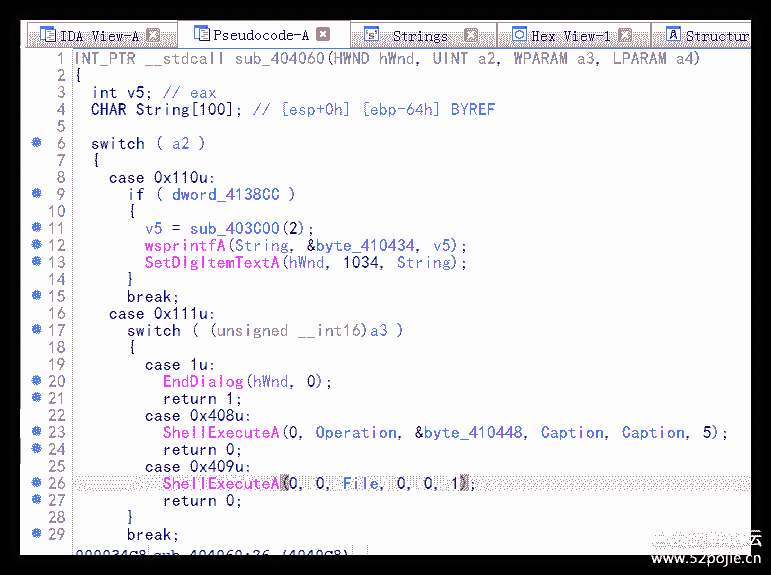 IDA View-A Pseudocode-A Strings Hex View-1 Structur
1 INT_PTR __stdcall sub_404060(HWND hWnd, UINT a2, WPARAM a3, LPARAM a4)
2 {
3 int v5; // eax
4 CHAR String[100]; // [esp+0h] [ebp-64h] BYREF
5
6 switch ( a2 )
7 {
8 case 0x110u:
9 if ( dword_4138CC )
10 {
11 v5 = sub_403C00(2);
12 wsprintfA(String, &byte_410434, v5);
13 SetDlgItemTextA(hWnd, 1034, String);
14 }
15 break;
16 case 0x111u:
17 switch ( (unsigned __int16)a3 )
18 {
19 case 1u:
20 EndDialog(hWnd, 0);
21 return 1;
22 case 0x408u:
23 ShellExecuteA(0, Operation, &byte_410448, Caption, Caption, 5);
24 return 0;
25 case 0x409u:
26 ShellExecuteA(0, 0, File, 0, 0, 1);
27 return 0;
28 }
29 break;
www.52pojie.cn